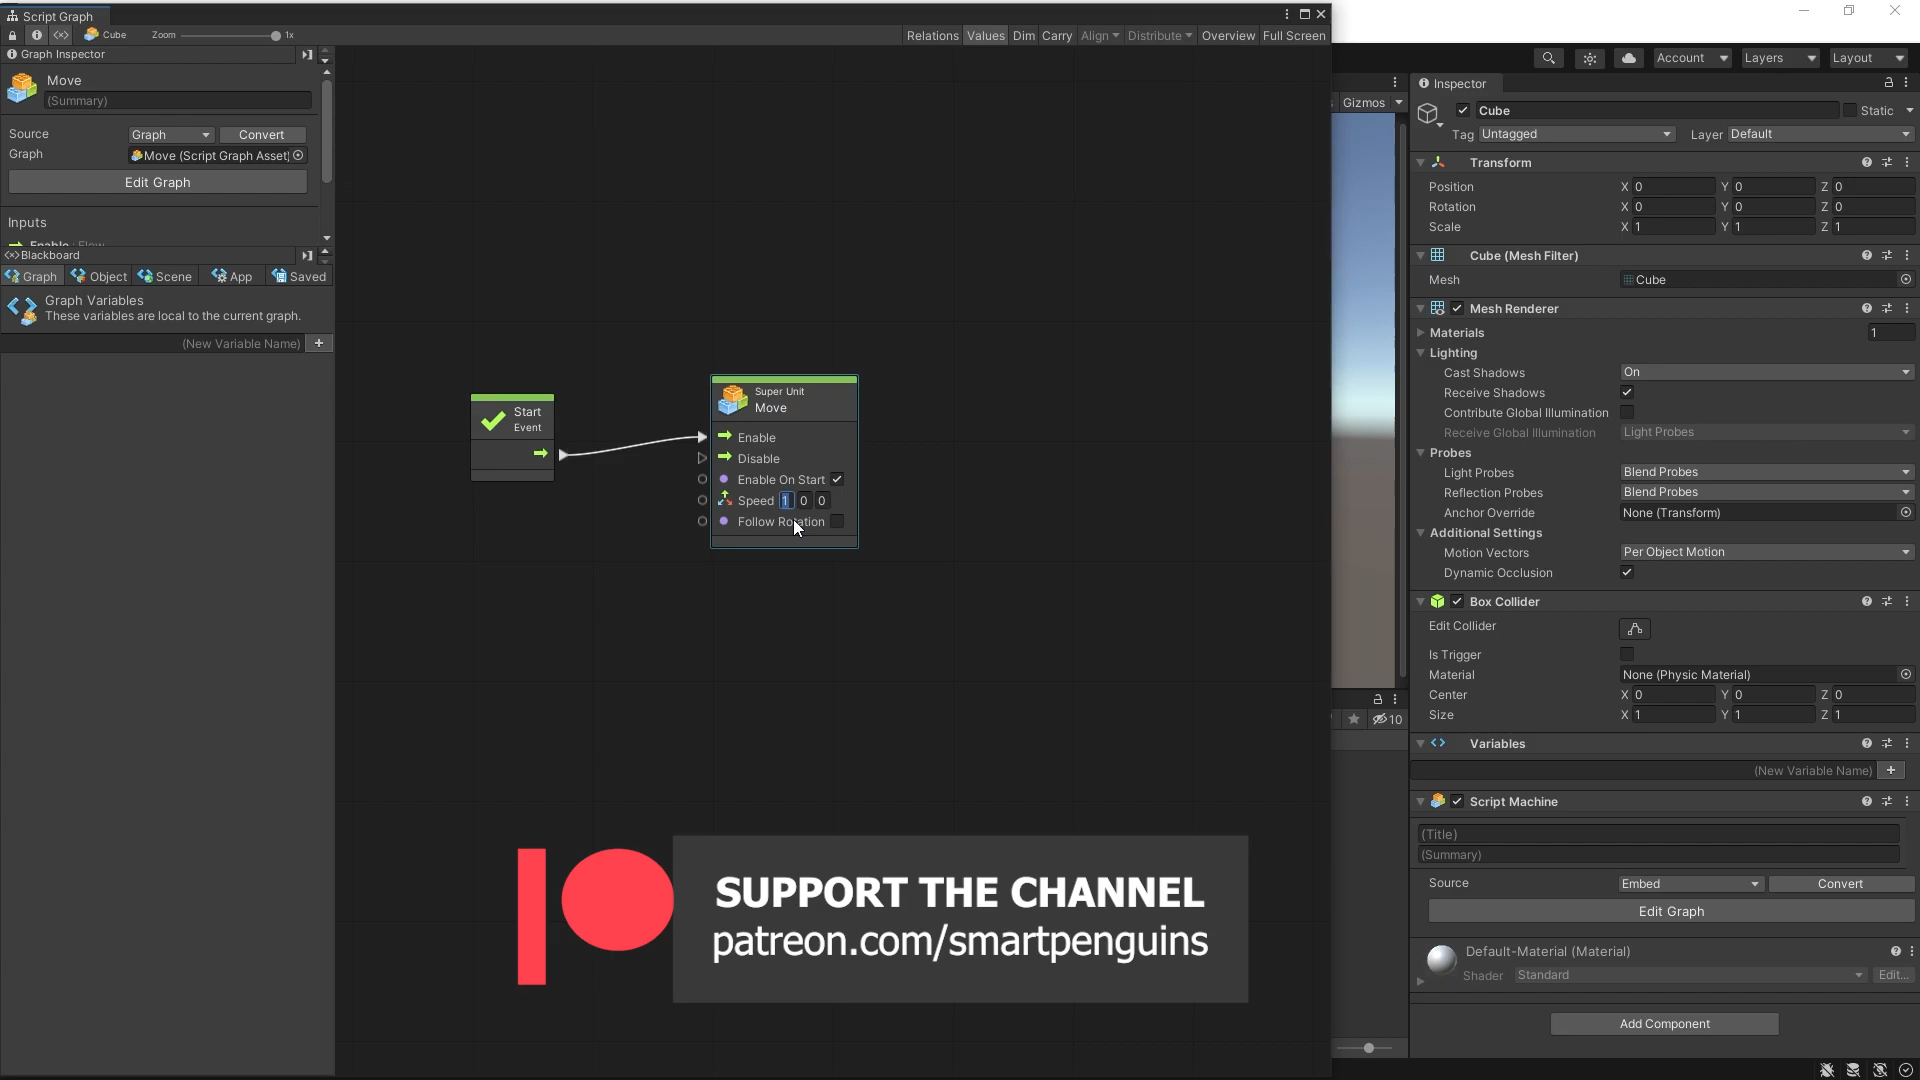 Script Graph
Cube
Zoom
1x
Relations
Values
Dim
Carry
Align
Distribute
Overview
Full Screen
Graph Inspector
Move
(Summary)
Source
Graph
Convert
Graph
Move (Script Graph Asset)
Edit Graph
Inputs
Enable : Flow
Blackboard
Graph
Object
Scene
App
Saved
Graph Variables
These variables are local to the current graph.
(New Variable Name)
+
Start
Event
Super Unit
Move
Enable
Disable
Enable On Start
Speed 1 0 0
Follow Rotation
SUPPORT THE CHANNEL
patreon.com/smartpenguins
Gizmos
10
Account
Layers
Layout
Inspector
Cube
Static
Tag Untagged
Layer Default
Transform
Position X 0 Y 0 Z 0
Rotation X 0 Y 0 Z 0
Scale X 1 Y 1 Z 1
Cube (Mesh Filter)
Mesh Cube
Mesh Renderer
Materials 1
Lighting
Cast Shadows On
Receive Shadows
Contribute Global Illumination
Receive Global Illumination Light Probes
Probes
Light Probes Blend Probes
Reflection Probes Blend Probes
Anchor Override None (Transform)
Additional Settings
Motion Vectors Per Object Motion
Dynamic Occlusion
Box Collider
Edit Collider
Is Trigger
Material None (Physic Material)
Center X 0 Y 0 Z 0
Size X 1 Y 1 Z 1
Variables
(New Variable Name) +
Script Machine
(Title)
(Summary)
Source Embed Convert
Edit Graph
Default-Material (Material)
Shader Standard Edit...
Add Component